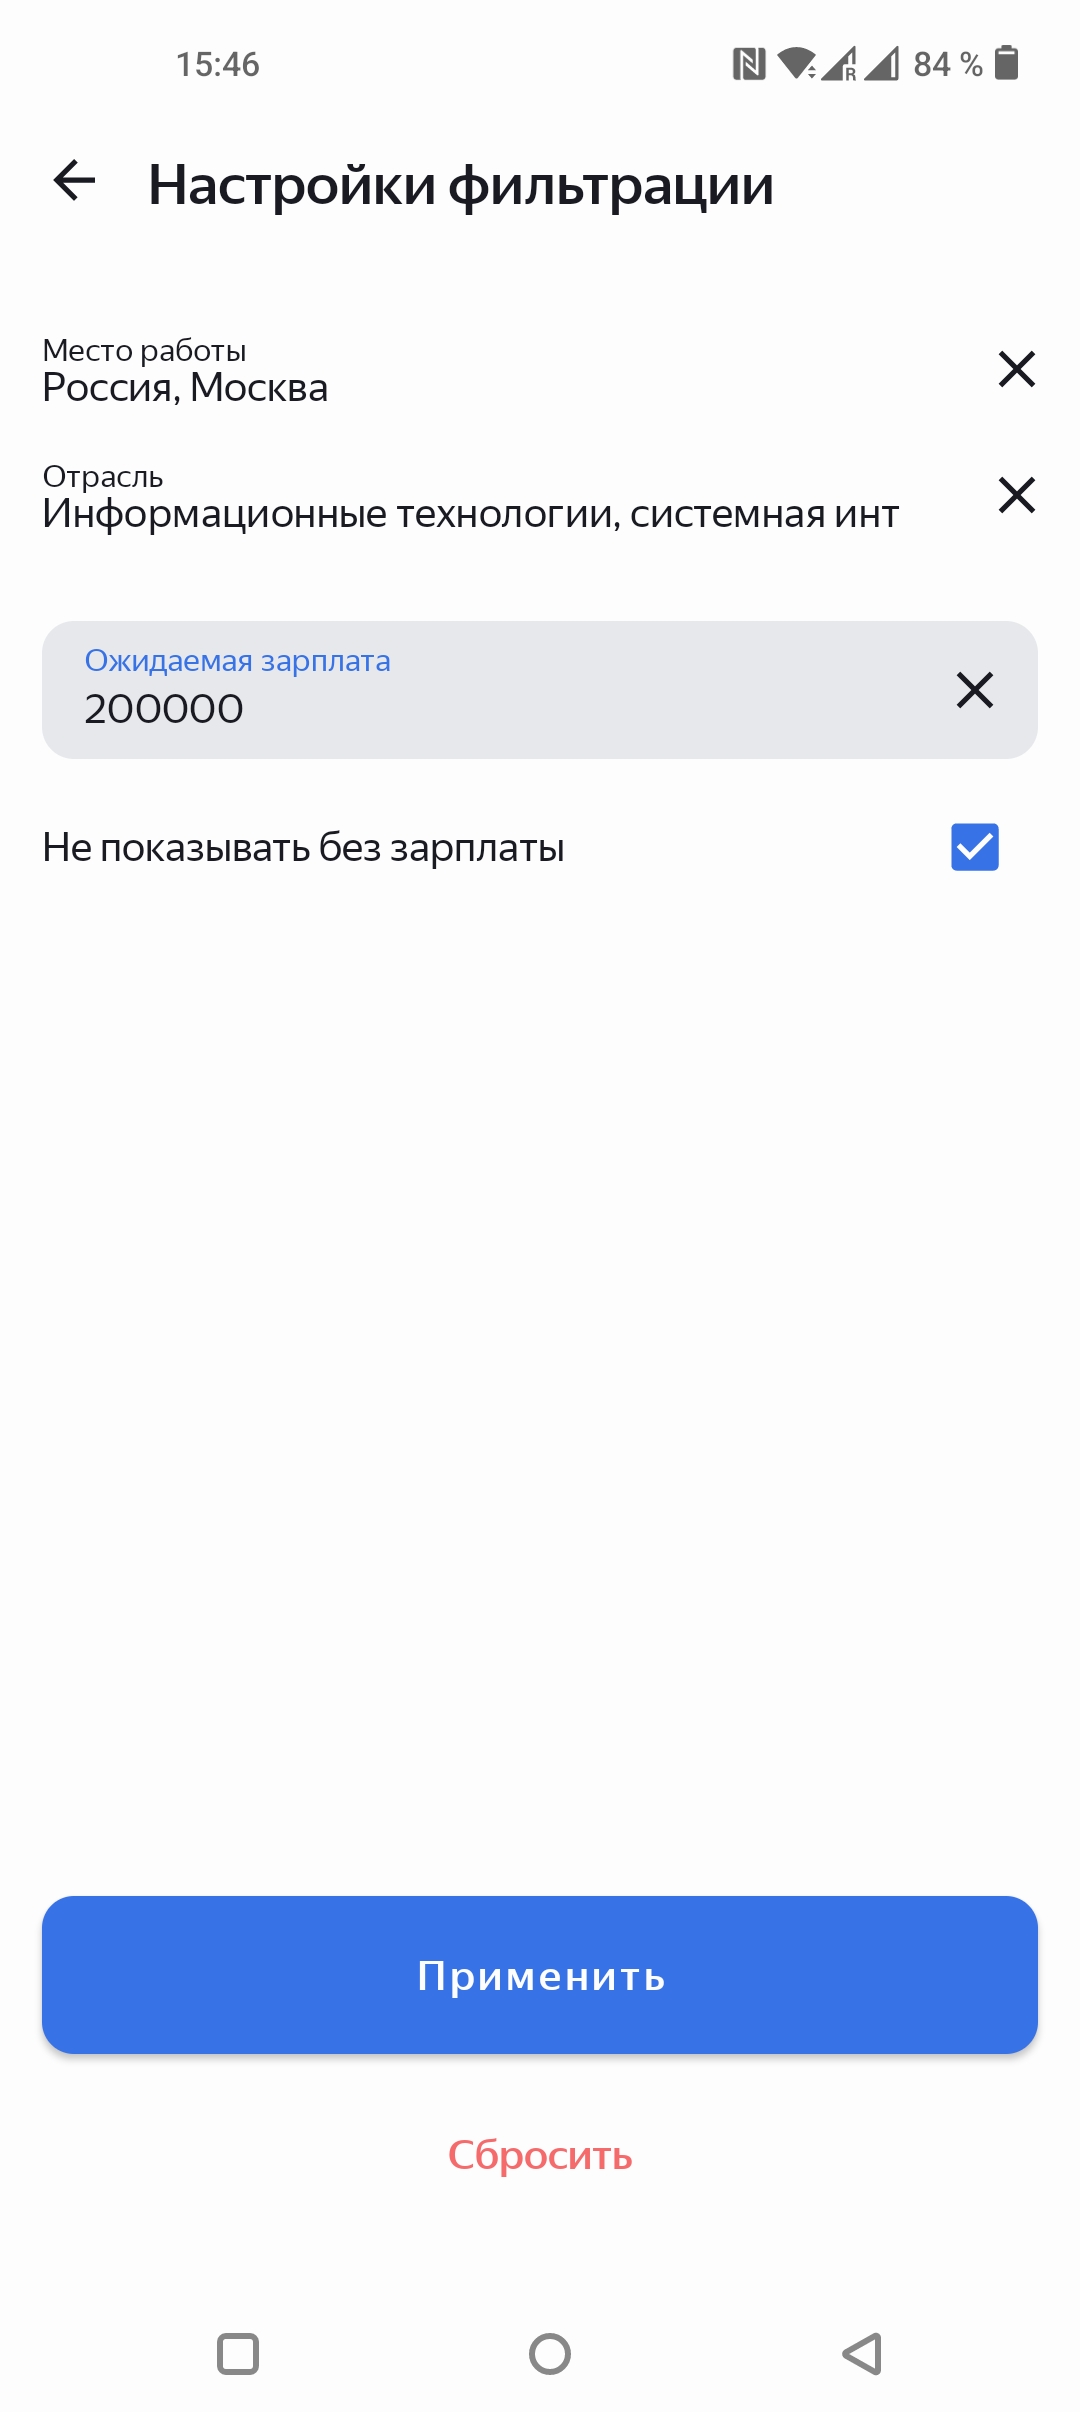 15:46
R
84 %
Настройки фильтрации
Место работы
Россия, Москва
Отрасль
Информационные технологии, системная инт
Ожидаемая зарплата
200000
Не показывать без зарплаты
Применить
Сбросить